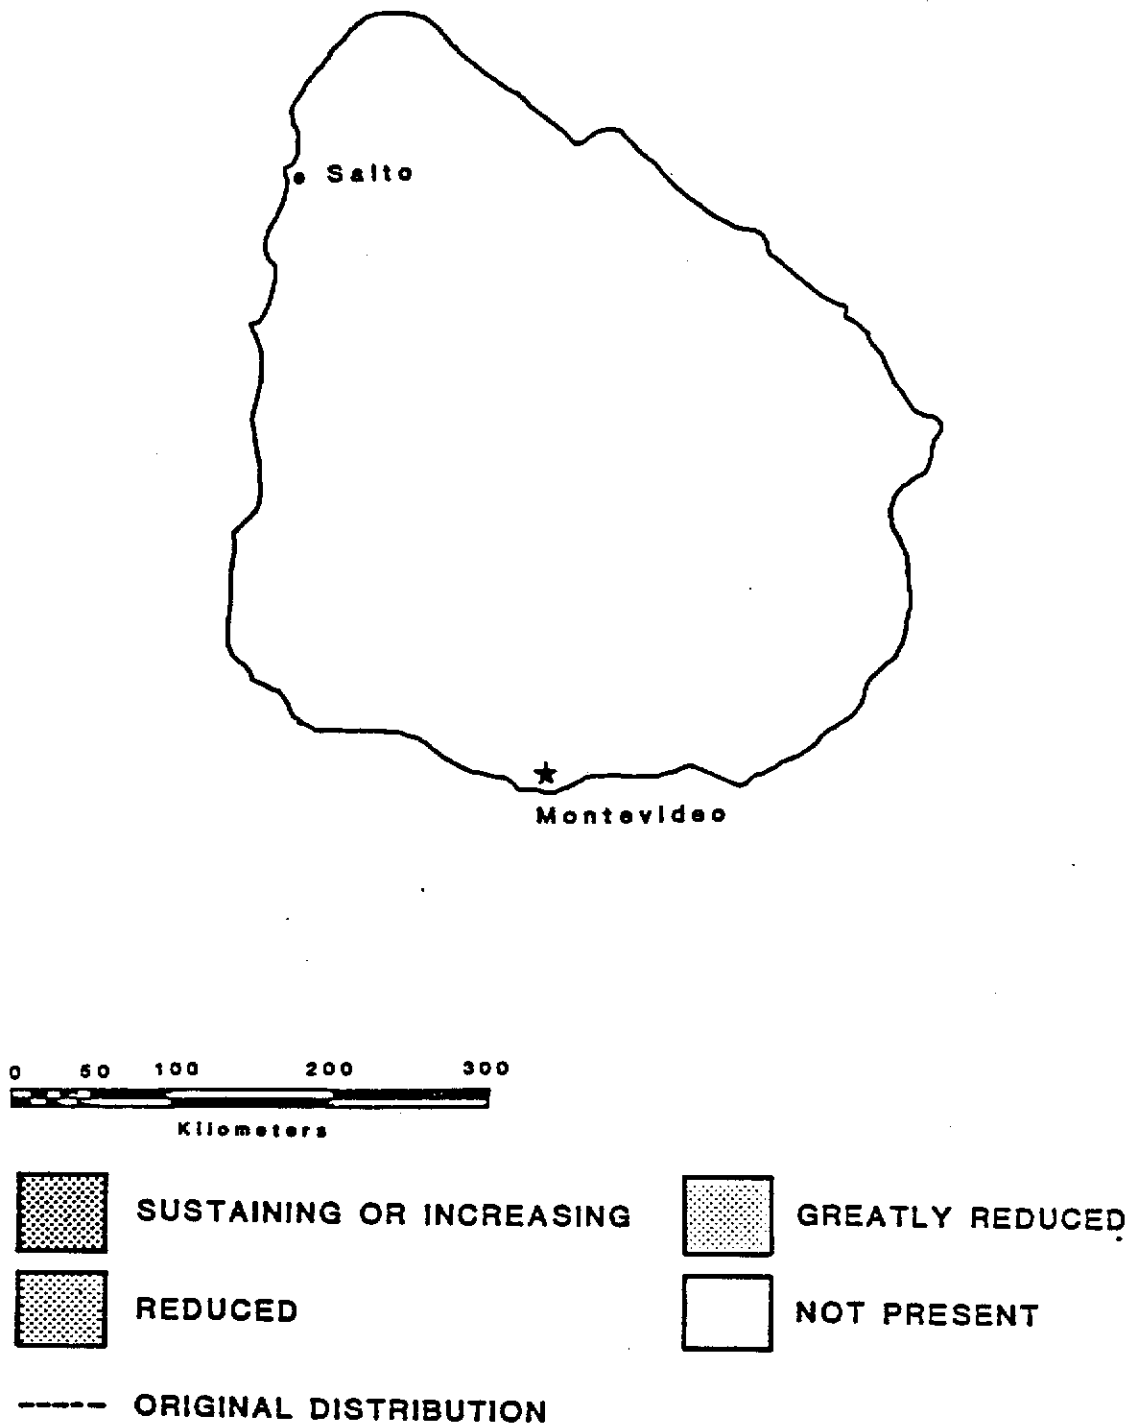 Salto
Montevideo
0 50 100 200 300
Kilometers
SUSTAINING OR INCREASING
GREATLY REDUCED
REDUCED
NOT PRESENT
ORIGINAL DISTRIBUTION